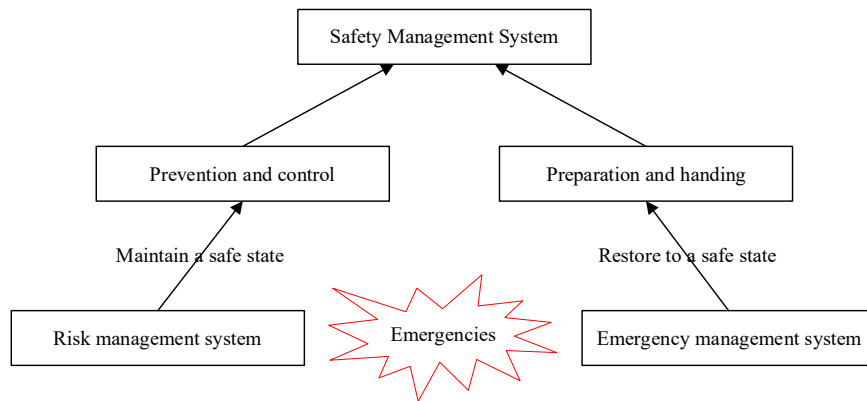 Safety Management System
Prevention and control
Preparation and handing
Maintain a safe state
Restore to a safe state
Risk management system
Emergencies
Emergency management system